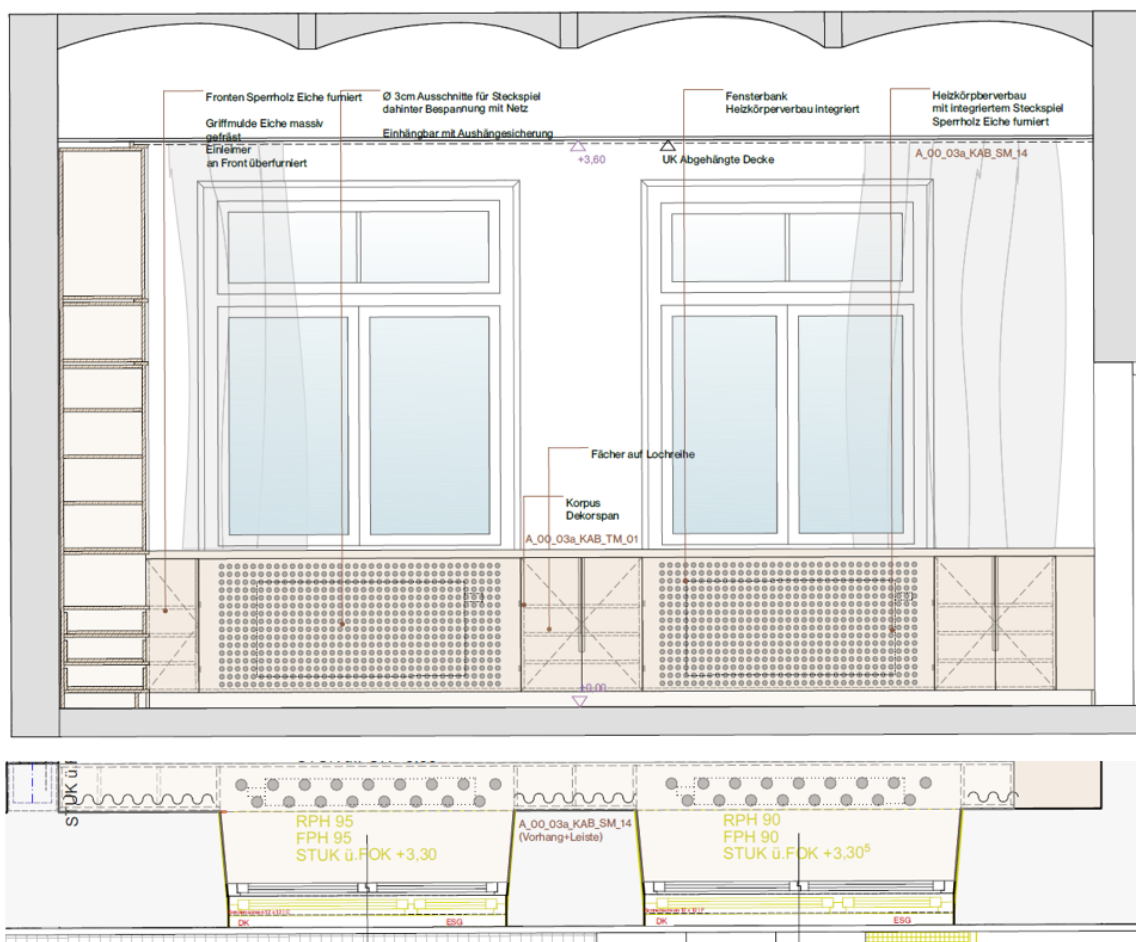 Fronten Sperrholz Eiche furniert
Griffmulde Eiche massiv
gefräst
Einleimer
an Front überfurniert
Ø 3cm Ausschnitte für Steckspiel
dahinter Bespannung mit Netz
Einhängbar mit Aushängesicherung
Fensterbank
Heizkörperverbau integriert
Heizkörpberverbau
mit integriertem Steckspiel
Sperrholz Eiche furniert
+3,60
UK Abgehängte Decke
A_00_03a_KAB_SM_14
Fächer auf Lochreihe
Korpus
Dekorspan
A_00_03a_KAB_TM_01
±0,00
STUK ü
RPH 95
FPH 95
STUK ü.FOK +3,30
A_00_03a_KAB_SM_14
(Vorhang+Leiste)
RPH 90
FPH 90
STUK ü.FOK +3,30⁵
DK
ESG
DK
ESG